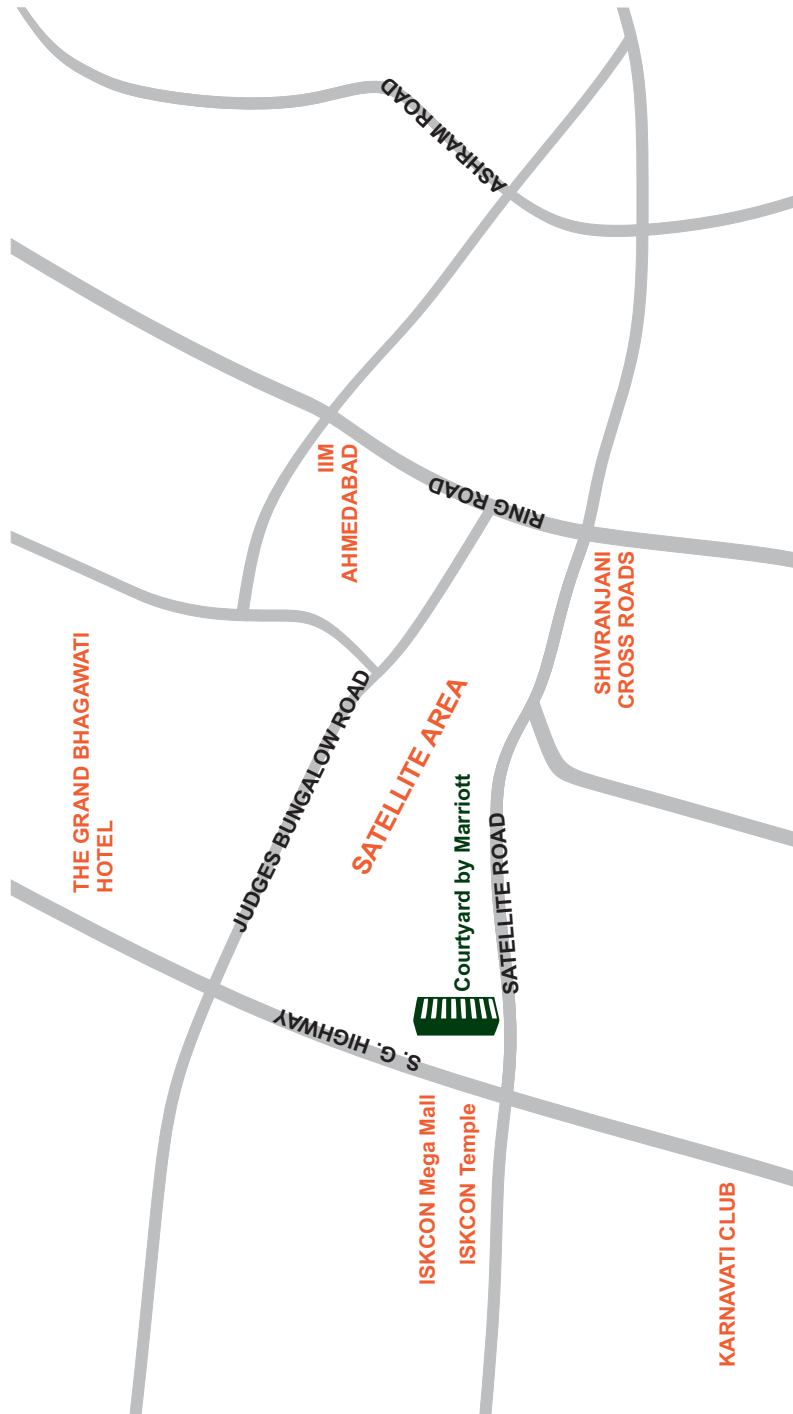 THE GRAND BHAGAWATI
HOTEL
JUDGES BUNGALOW ROAD
IIM
AHMEDABAD
ASHRAM ROAD
S. G. HIGHWAY
SATELLITE AREA
RING ROAD
ISKCON Mega Mall
ISKCON Temple
Courtyard by Marriott
SATELLITE ROAD
SHIVRANJANI
CROSS ROADS
KARNAVATI CLUB